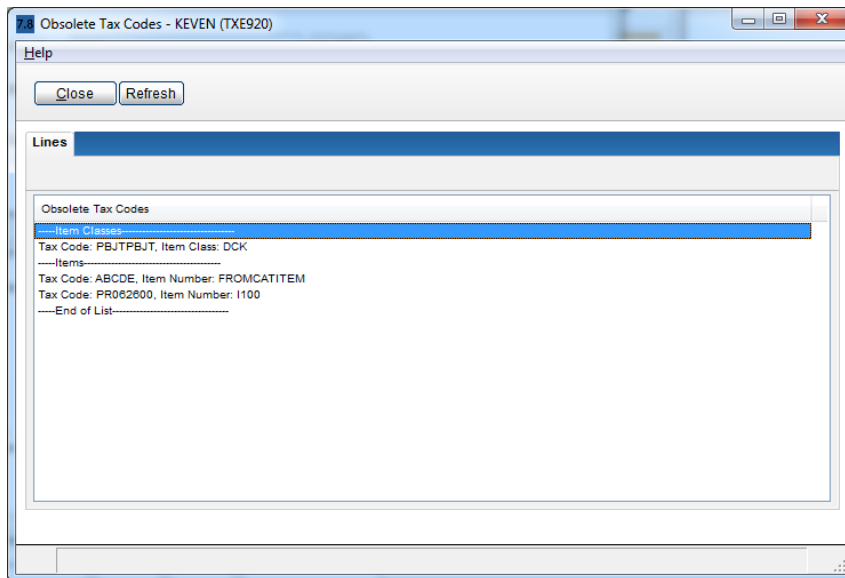 7.8 Obsolete Tax Codes - KEVEN (TXE920)
Help
Close Refresh
Lines
Obsolete Tax Codes
-----Item Classes--------------------------------
Tax Code: PBJTPBJT, Item Class: DCK
-----Items---------------------------------------
Tax Code: ABCDE, Item Number: FROMCATITEM
Tax Code: PR062600, Item Number: I100
-----End of List---------------------------------